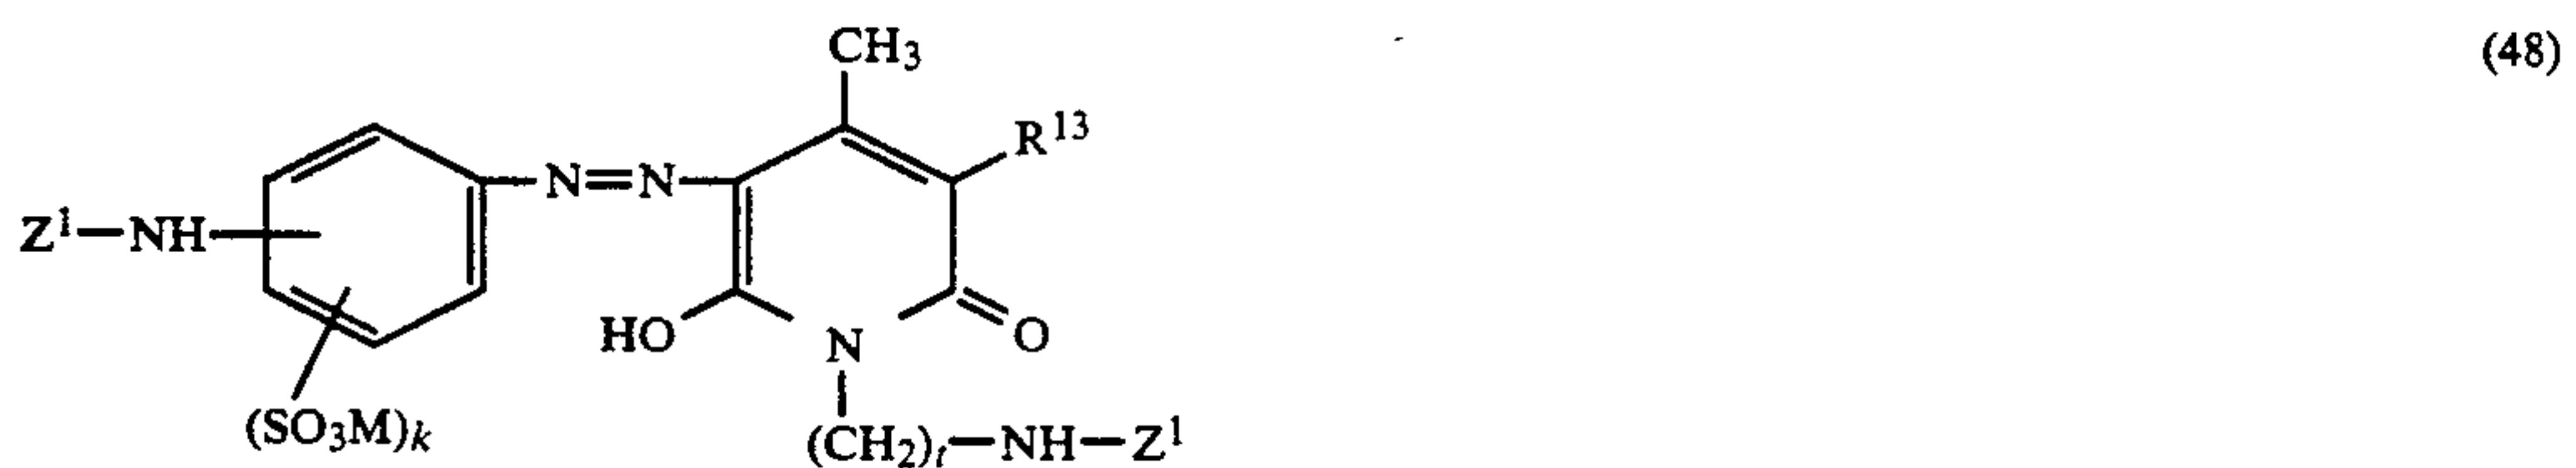 CH₃ (48)
R¹³
N=N
Z¹—NH
HO N O
(SO₃M)ₖ (CH₂)ₜ—NH—Z¹